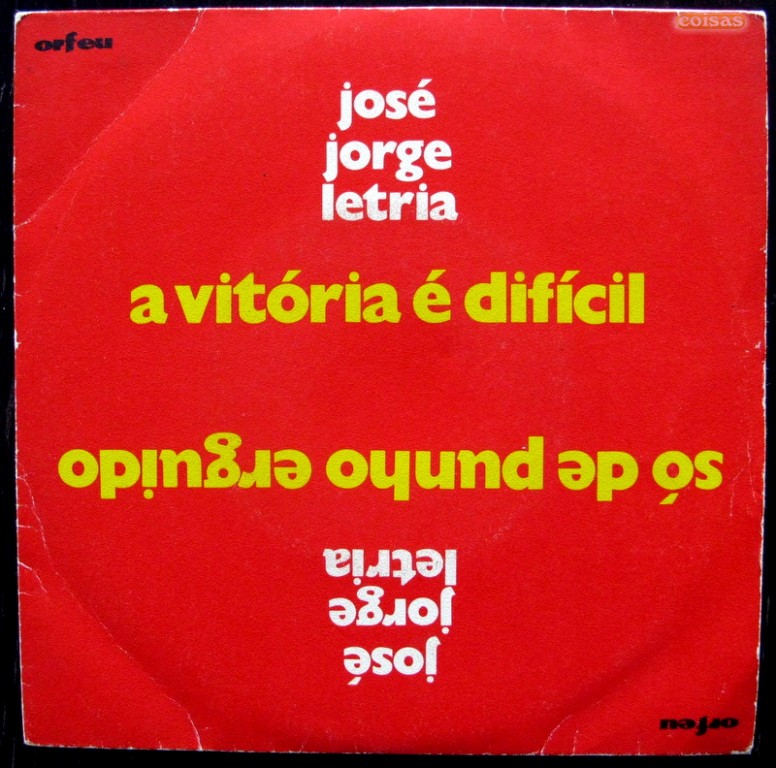 orfeu
coisas
josé
jorge
letria
a vitória é difícil
só de punho erguido
josé
jorge
letria
orfeu